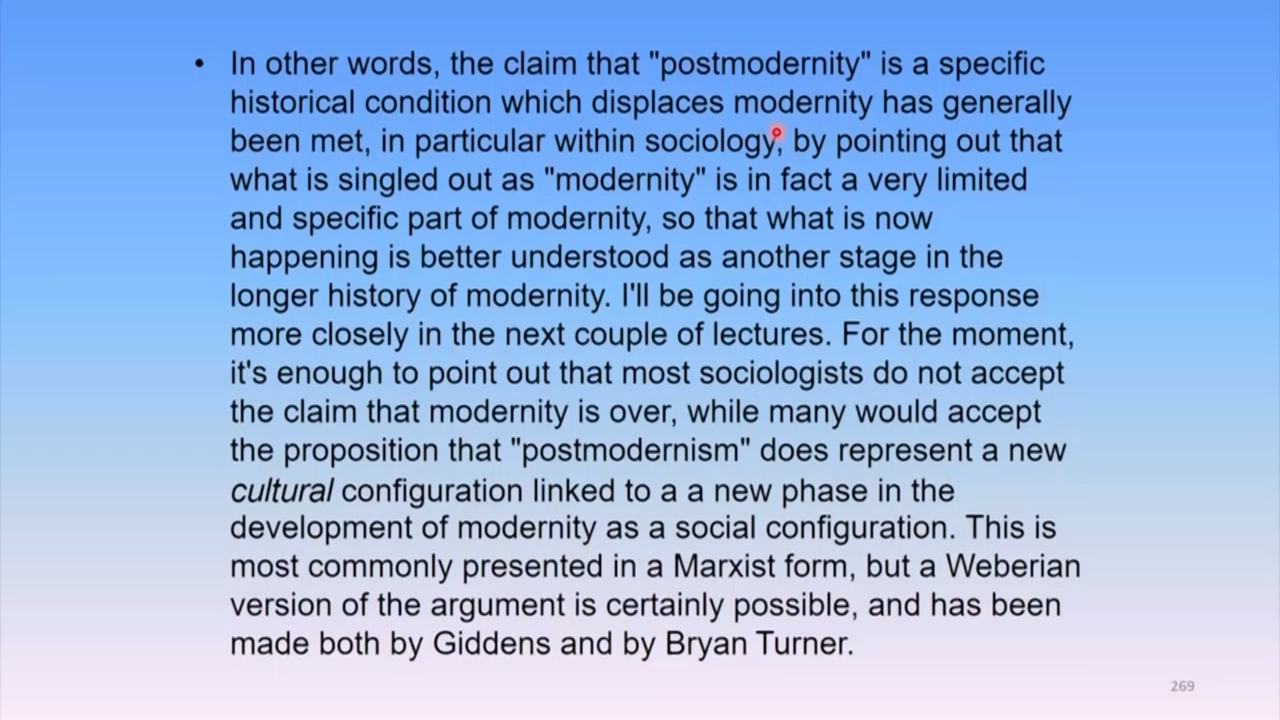 • In other words, the claim that "postmodernity" is a specific
historical condition which displaces modernity has generally
been met, in particular within sociology, by pointing out that
what is singled out as "modernity" is in fact a very limited
and specific part of modernity, so that what is now
happening is better understood as another stage in the
longer history of modernity. I'll be going into this response
more closely in the next couple of lectures. For the moment,
it's enough to point out that most sociologists do not accept
the claim that modernity is over, while many would accept
the proposition that "postmodernism" does represent a new
cultural configuration linked to a a new phase in the
development of modernity as a social configuration. This is
most commonly presented in a Marxist form, but a Weberian
version of the argument is certainly possible, and has been
made both by Giddens and by Bryan Turner.
269